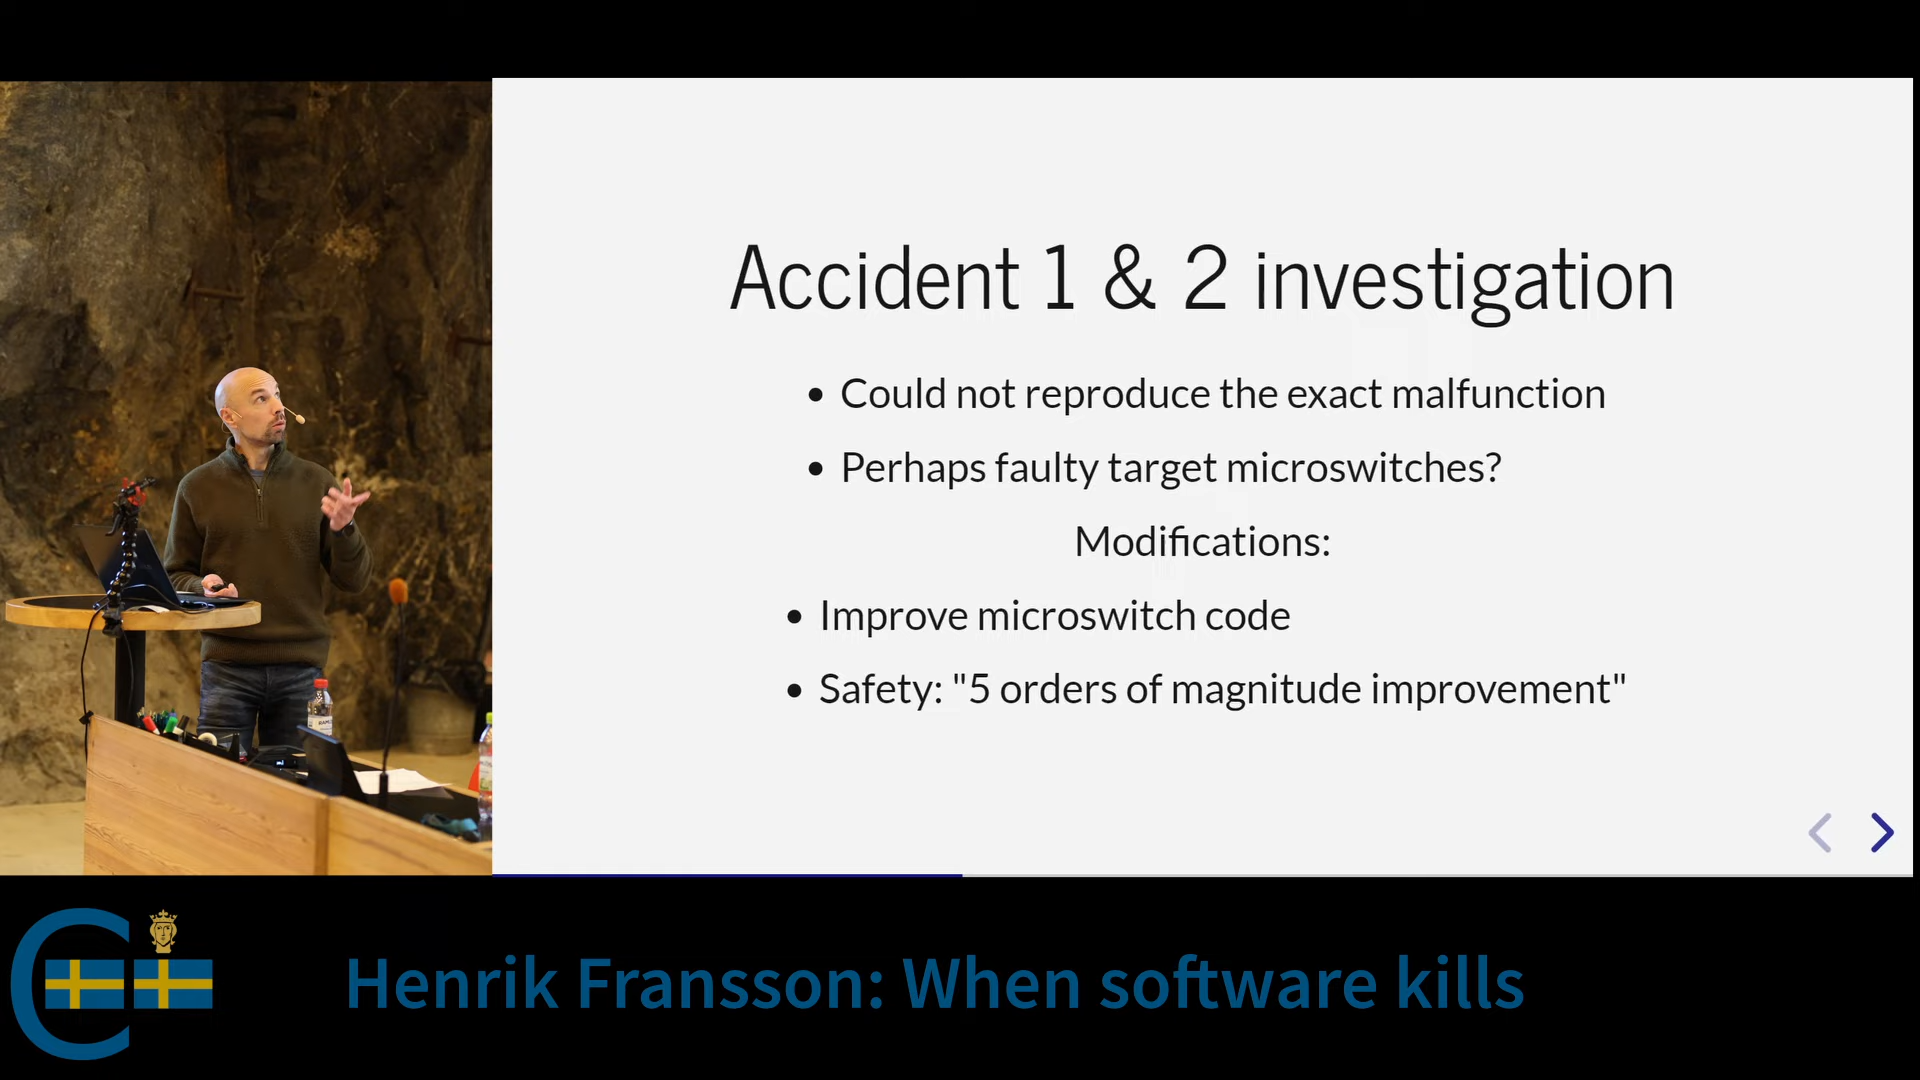 Accident 1 & 2 investigation
• Could not reproduce the exact malfunction
• Perhaps faulty target microswitches?
Modifications:
• Improve microswitch code
• Safety: "5 orders of magnitude improvement"
Henrik Fransson: When software kills